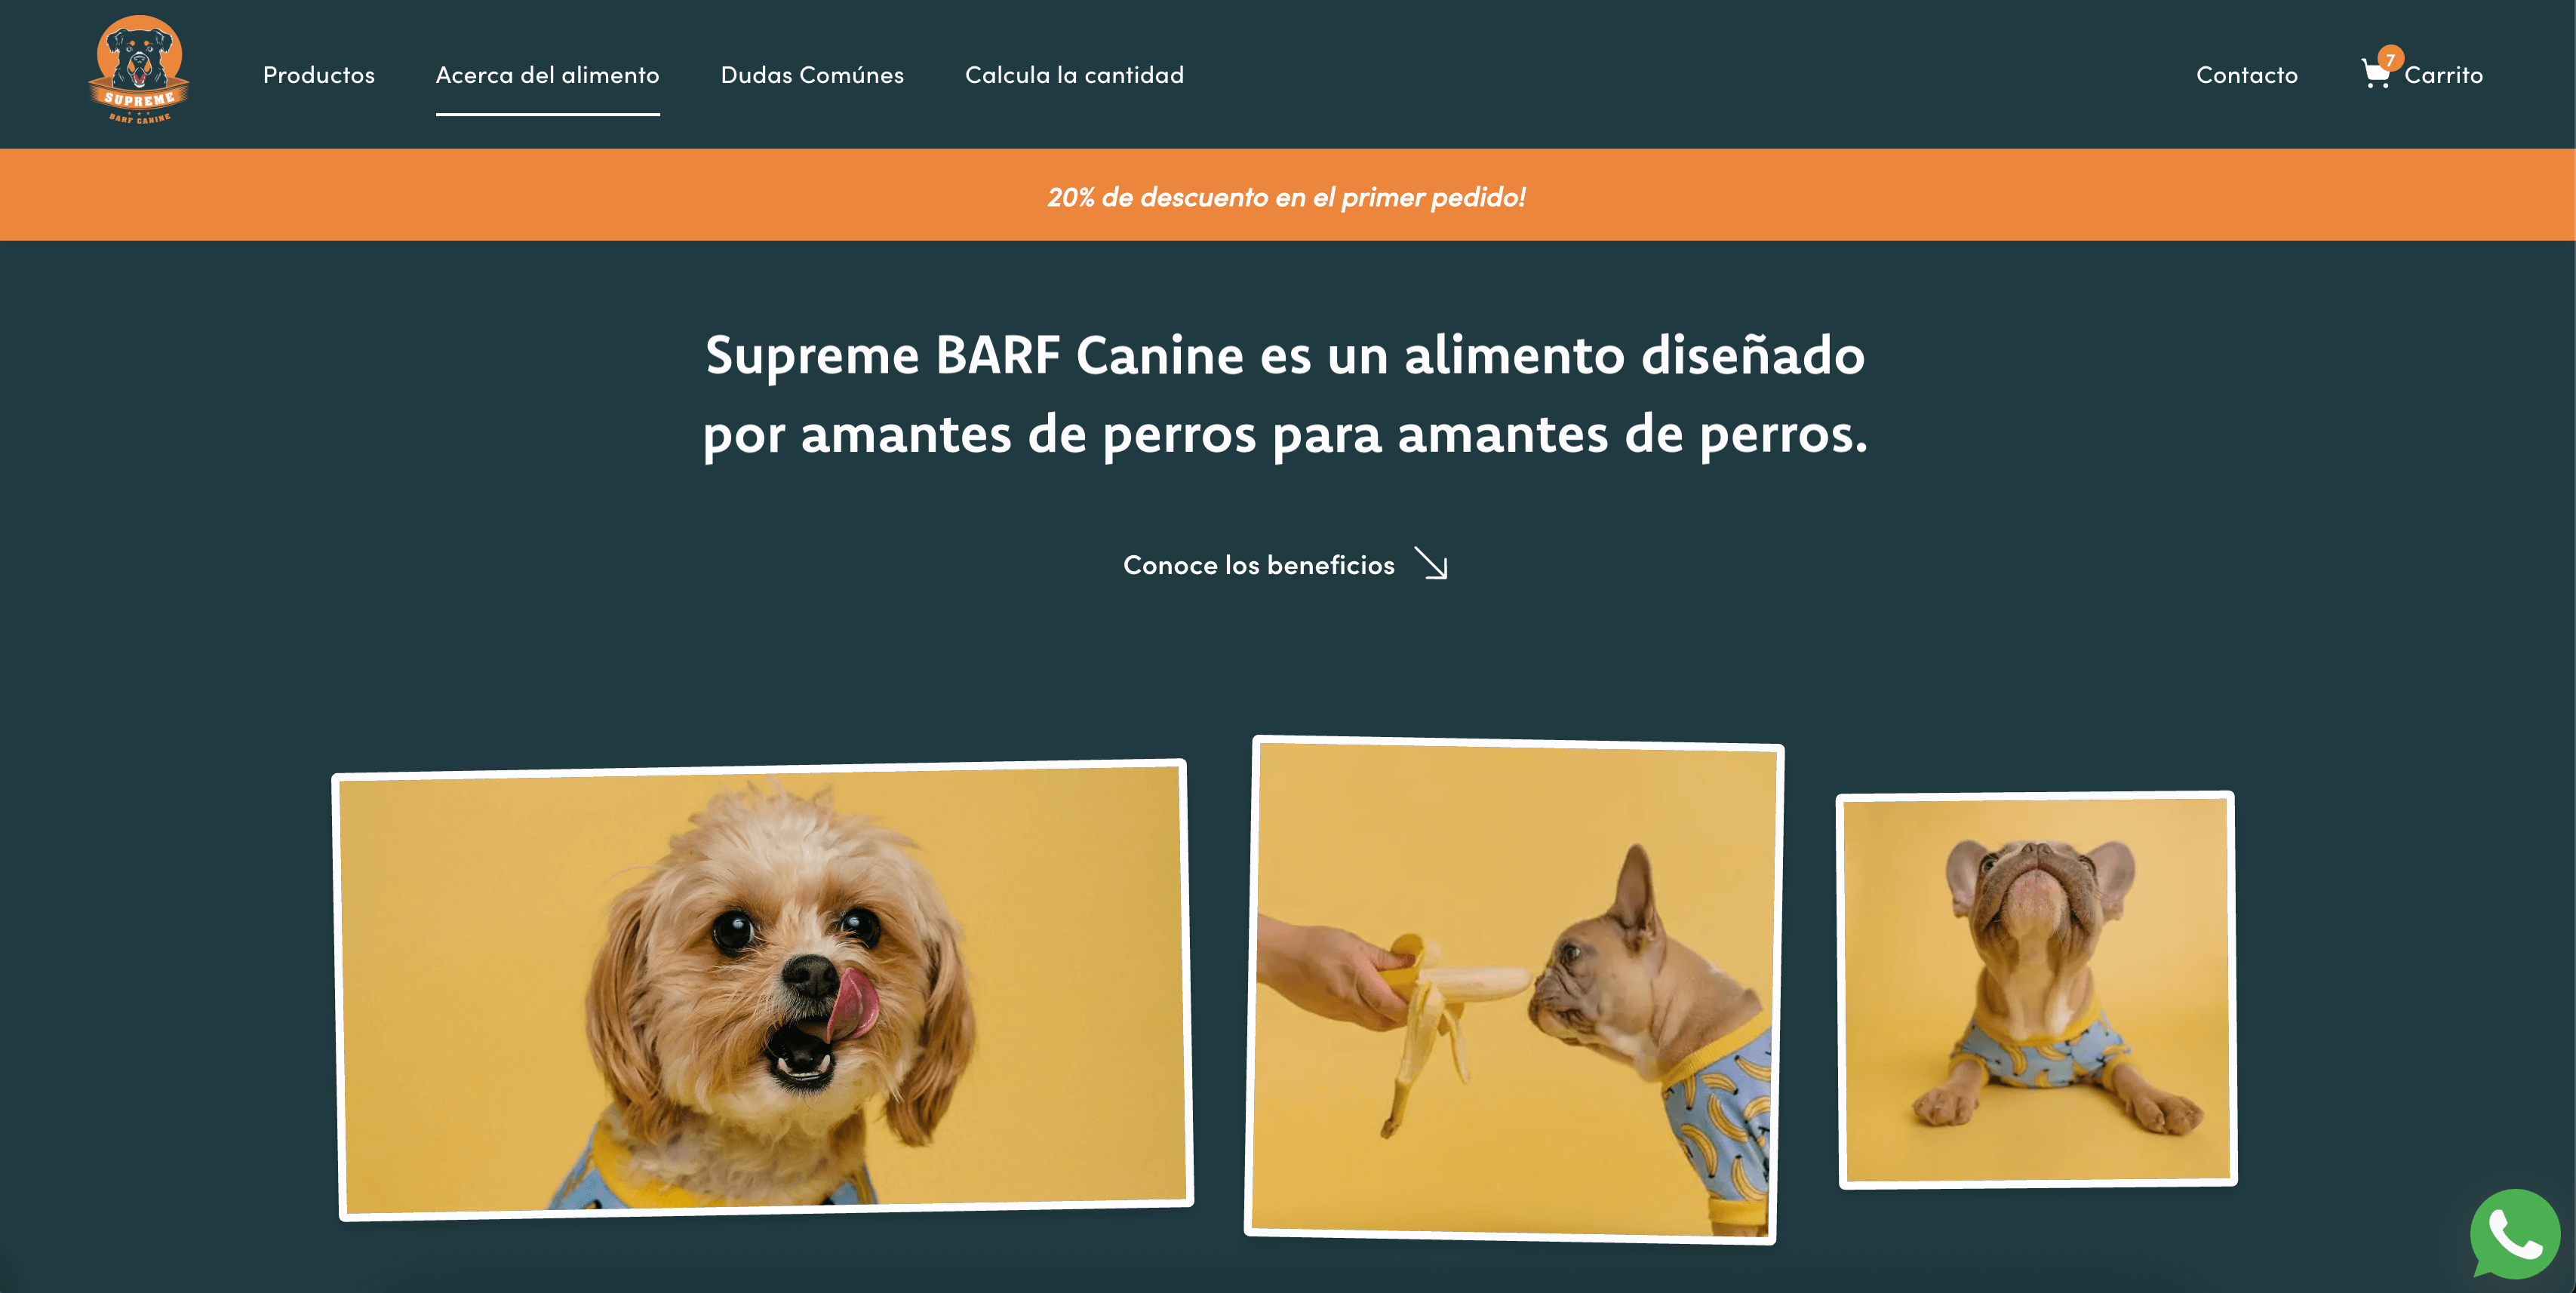 SUPREME
BARF CANINE
Productos
Acerca del alimento
Dudas Comúnes
Calcula la cantidad
Contacto
7
Carrito
20% de descuento en el primer pedido!
Supreme BARF Canine es un alimento diseñado
por amantes de perros para amantes de perros.
Conoce los beneficios